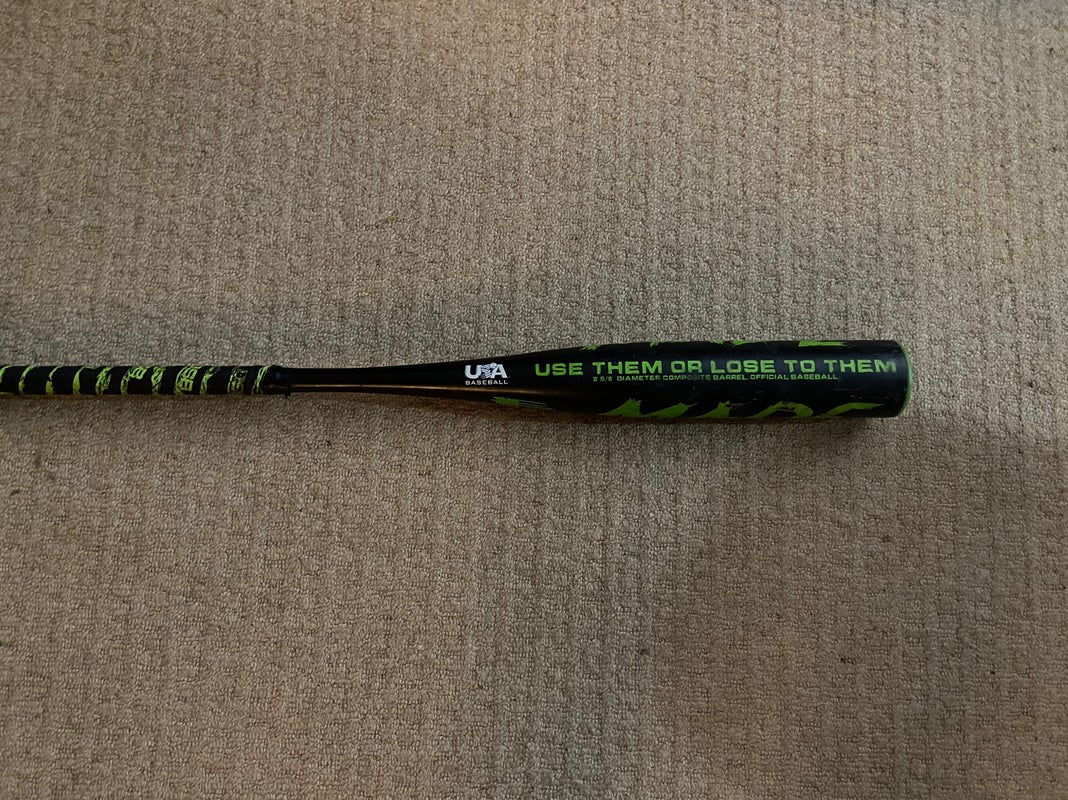 USA
BASEBALL
USE THEM OR LOSE TO THEM
2 5/8 DIAMETER COMPOSITE BARREL OFFICIAL BASEBALL